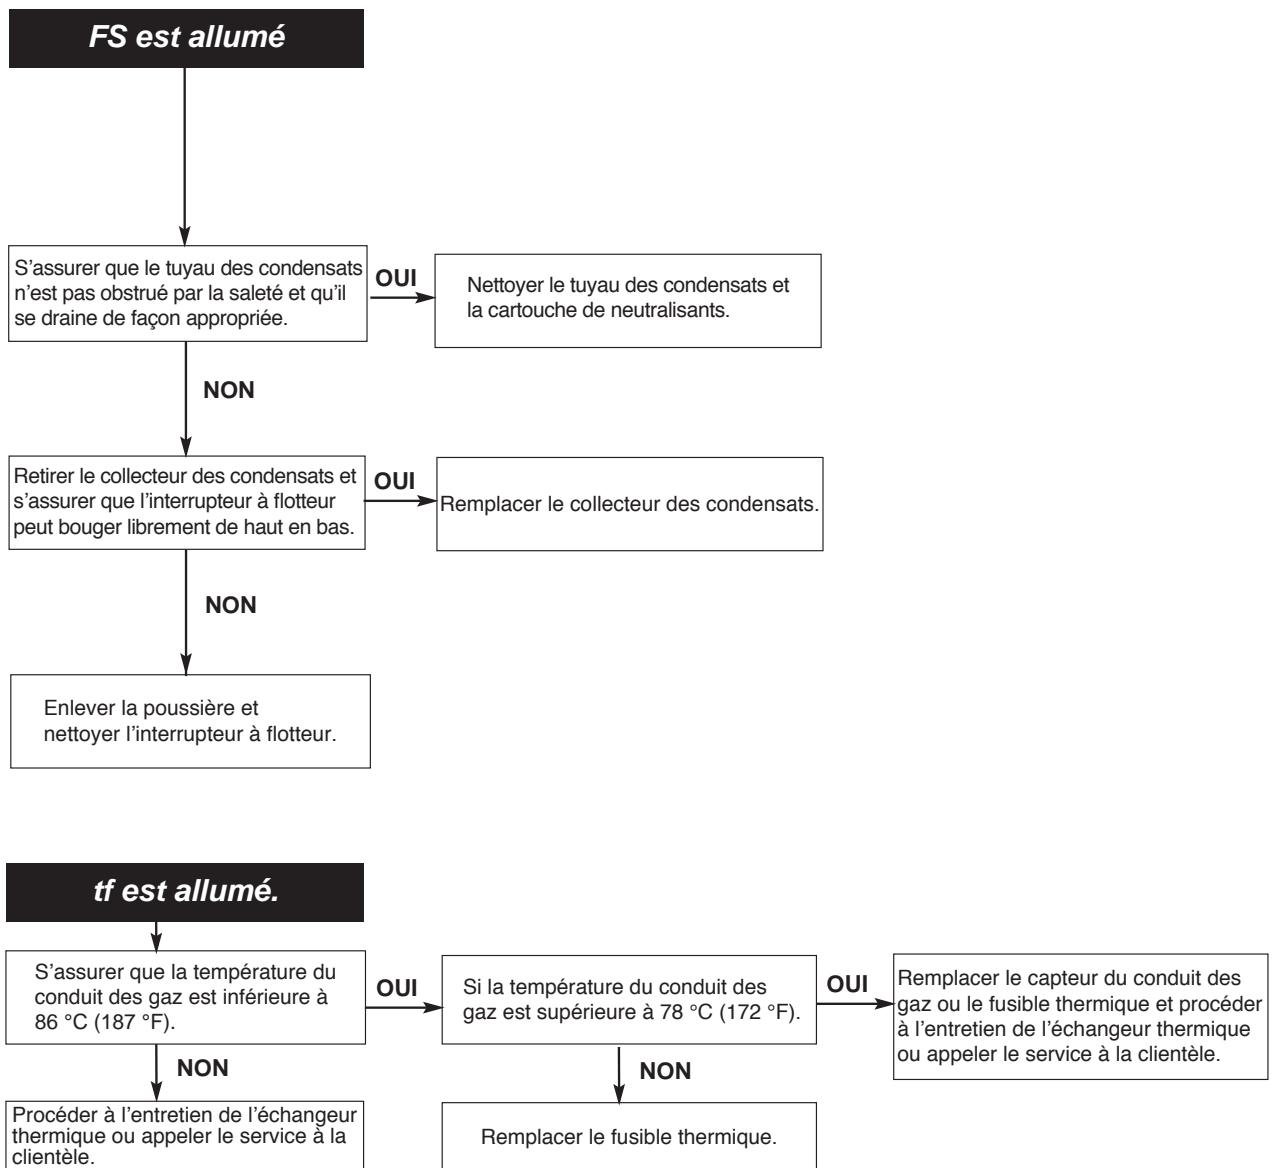 FS est allumé
S'assurer que le tuyau des condensats
n'est pas obstrué par la saleté et qu'il
se draine de façon appropriée.
OUI
Nettoyer le tuyau des condensats et
la cartouche de neutralisants.
NON
Retirer le collecteur des condensats et
s'assurer que l'interrupteur à flotteur
peut bouger librement de haut en bas.
OUI
Remplacer le collecteur des condensats.
NON
Enlever la poussière et
nettoyer l'interrupteur à flotteur.
tf est allumé.
S'assurer que la température du
conduit des gaz est inférieure à
86 °C (187 °F).
OUI
Si la température du conduit des
gaz est supérieure à 78 °C (172 °F).
OUI
Remplacer le capteur du conduit des
gaz ou le fusible thermique et procéder
à l'entretien de l'échangeur thermique
ou appeler le service à la clientèle.
NON
Procéder à l'entretien de l'échangeur
thermique ou appeler le service à la
clientèle.
NON
Remplacer le fusible thermique.